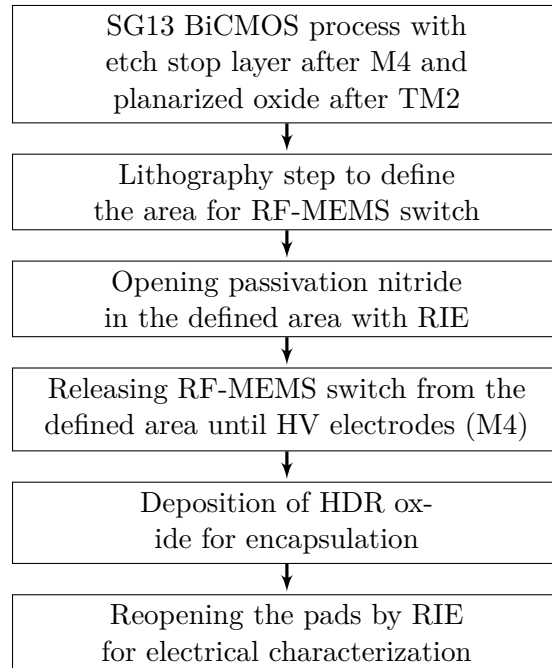 SG13 BiCMOS process with
etch stop layer after M4 and
planarized oxide after TM2
Lithography step to define
the area for RF-MEMS switch
Opening passivation nitride
in the defined area with RIE
Releasing RF-MEMS switch from the
defined area until HV electrodes (M4)
Deposition of HDR ox-
ide for encapsulation
Reopening the pads by RIE
for electrical characterization